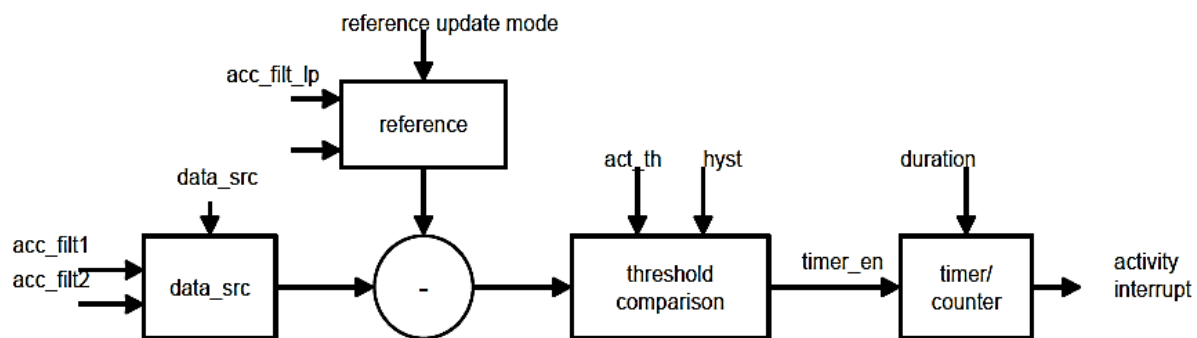 reference update mode
acc_filt_lp
reference
act_th
hyst
duration
data_src
acc_filt1
acc_filt2
data_src
-
threshold
comparison
timer_en
timer/
counter
activity
interrupt